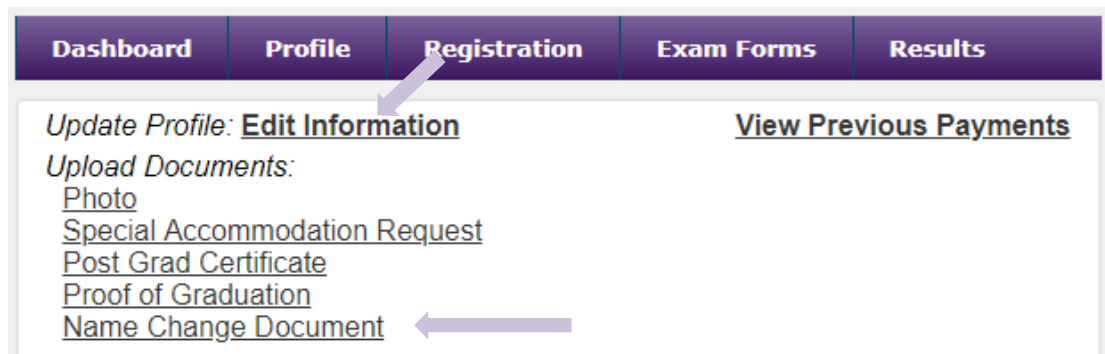 Dashboard Profile Registration Exam Forms Results
Update Profile: Edit Information View Previous Payments
Upload Documents:
Photo
Special Accommodation Request
Post Grad Certificate
Proof of Graduation
Name Change Document